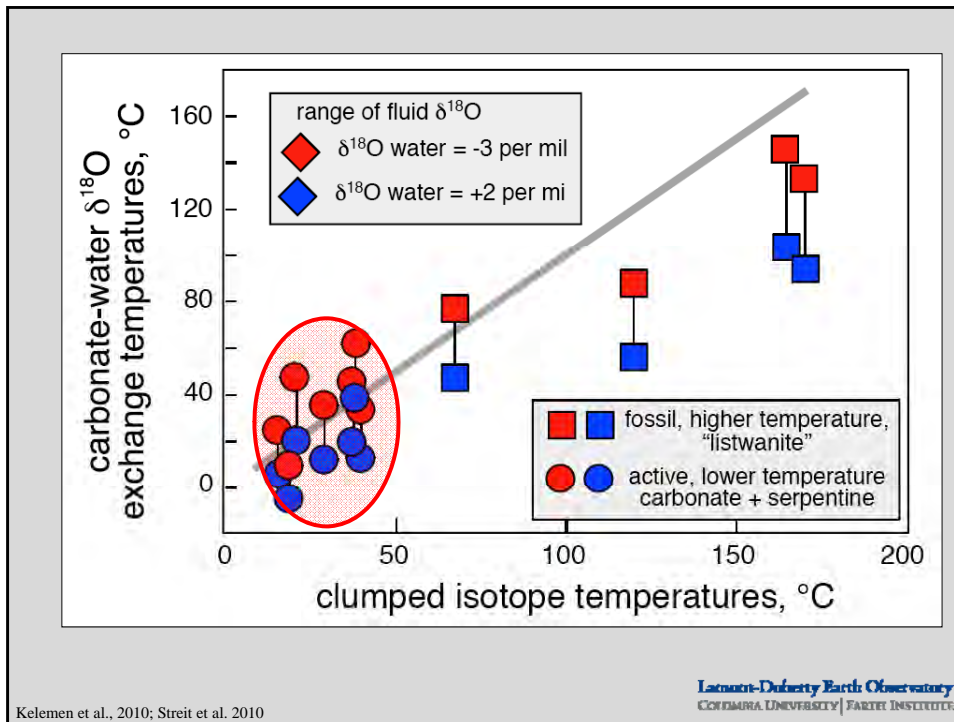 carbonate-water δ18O
exchange temperatures, °C
160
120
80
40
0
range of fluid δ18O
δ18O water = -3 per mil
δ18O water = +2 per mi
fossil, higher temperature,
“listwanite”
active, lower temperature
carbonate + serpentine
0 50 100 150 200
clumped isotope temperatures, °C
Lamont-Doherty Earth Observatory
COLUMBIA UNIVERSITY | EARTH INSTITUTE
Kelemen et al., 2010; Streit et al. 2010